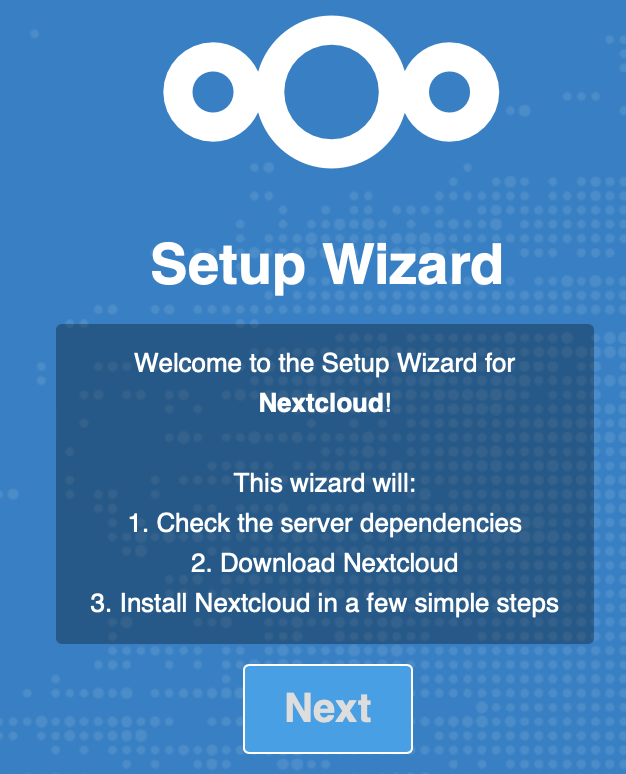 Setup Wizard
Welcome to the Setup Wizard for
Nextcloud!
This wizard will:
1. Check the server dependencies
2. Download Nextcloud
3. Install Nextcloud in a few simple steps
Next